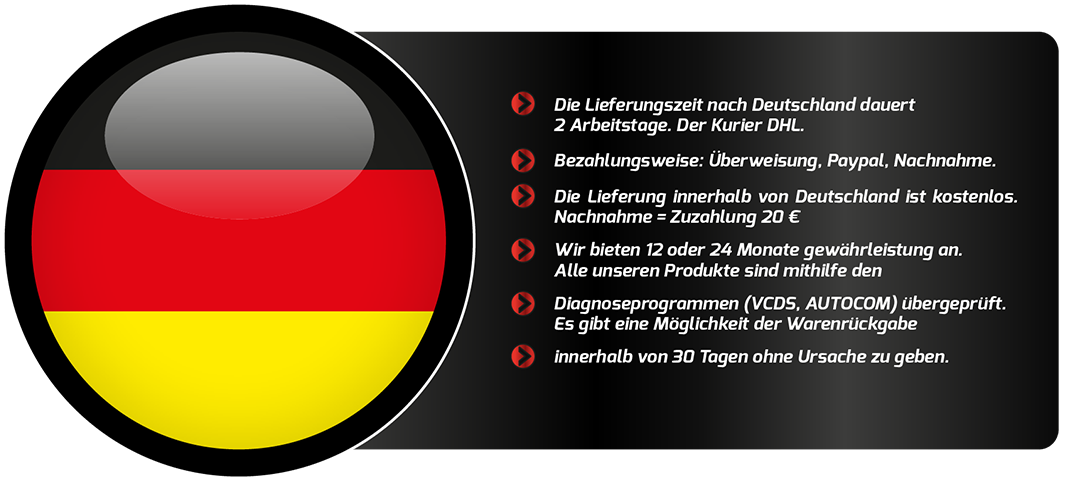 Die Lieferungszeit nach Deutschland dauert
2 Arbeitstage. Der Kurier DHL.
Bezahlungsweise: Überweisung, Paypal, Nachnahme.
Die Lieferung innerhalb von Deutschland ist kostenlos.
Nachnahme = Zuzahlung 20 €
Wir bieten 12 oder 24 Monate gewährleistung an.
Alle unseren Produkte sind mithilfe den
Diagnoseprogrammen (VCDS, AUTOCOM) übergeprüft.
Es gibt eine Möglichkeit der Warenrückgabe
innerhalb von 30 Tagen ohne Ursache zu geben.